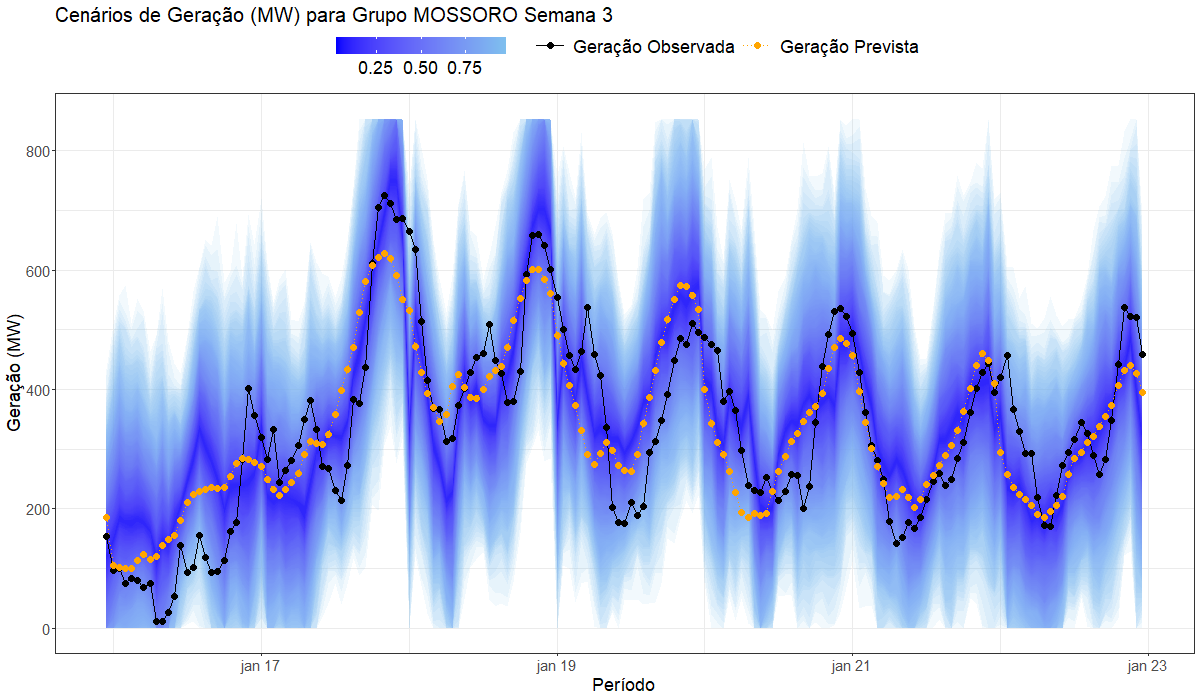 Cenários de Geração (MW) para Grupo MOSSORO Semana 3
0.25 0.50 0.75
Geração Observada Geração Prevista
Geração (MW)
800
600
400
200
0
jan 17 jan 19 jan 21 jan 23
Período